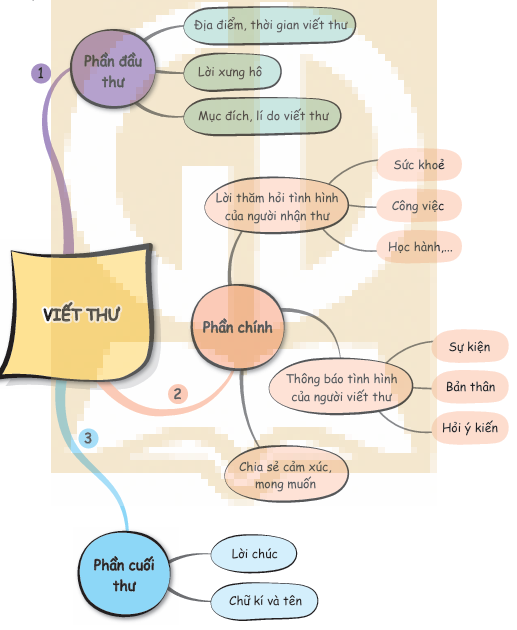 1
Phần đầu
thư
Địa điểm, thời gian viết thư
Lời xưng hô
Mục đích, lí do viết thư
VIẾT THƯ
2
Phần chính
Lời thăm hỏi tình hình
của người nhận thư
Sức khoẻ
Công việc
Học hành,...
Thông báo tình hình
của người viết thư
Sự kiện
Bản thân
Hỏi ý kiến
Chia sẻ cảm xúc,
mong muốn
3
Phần cuối
thư
Lời chúc
Chữ kí và tên